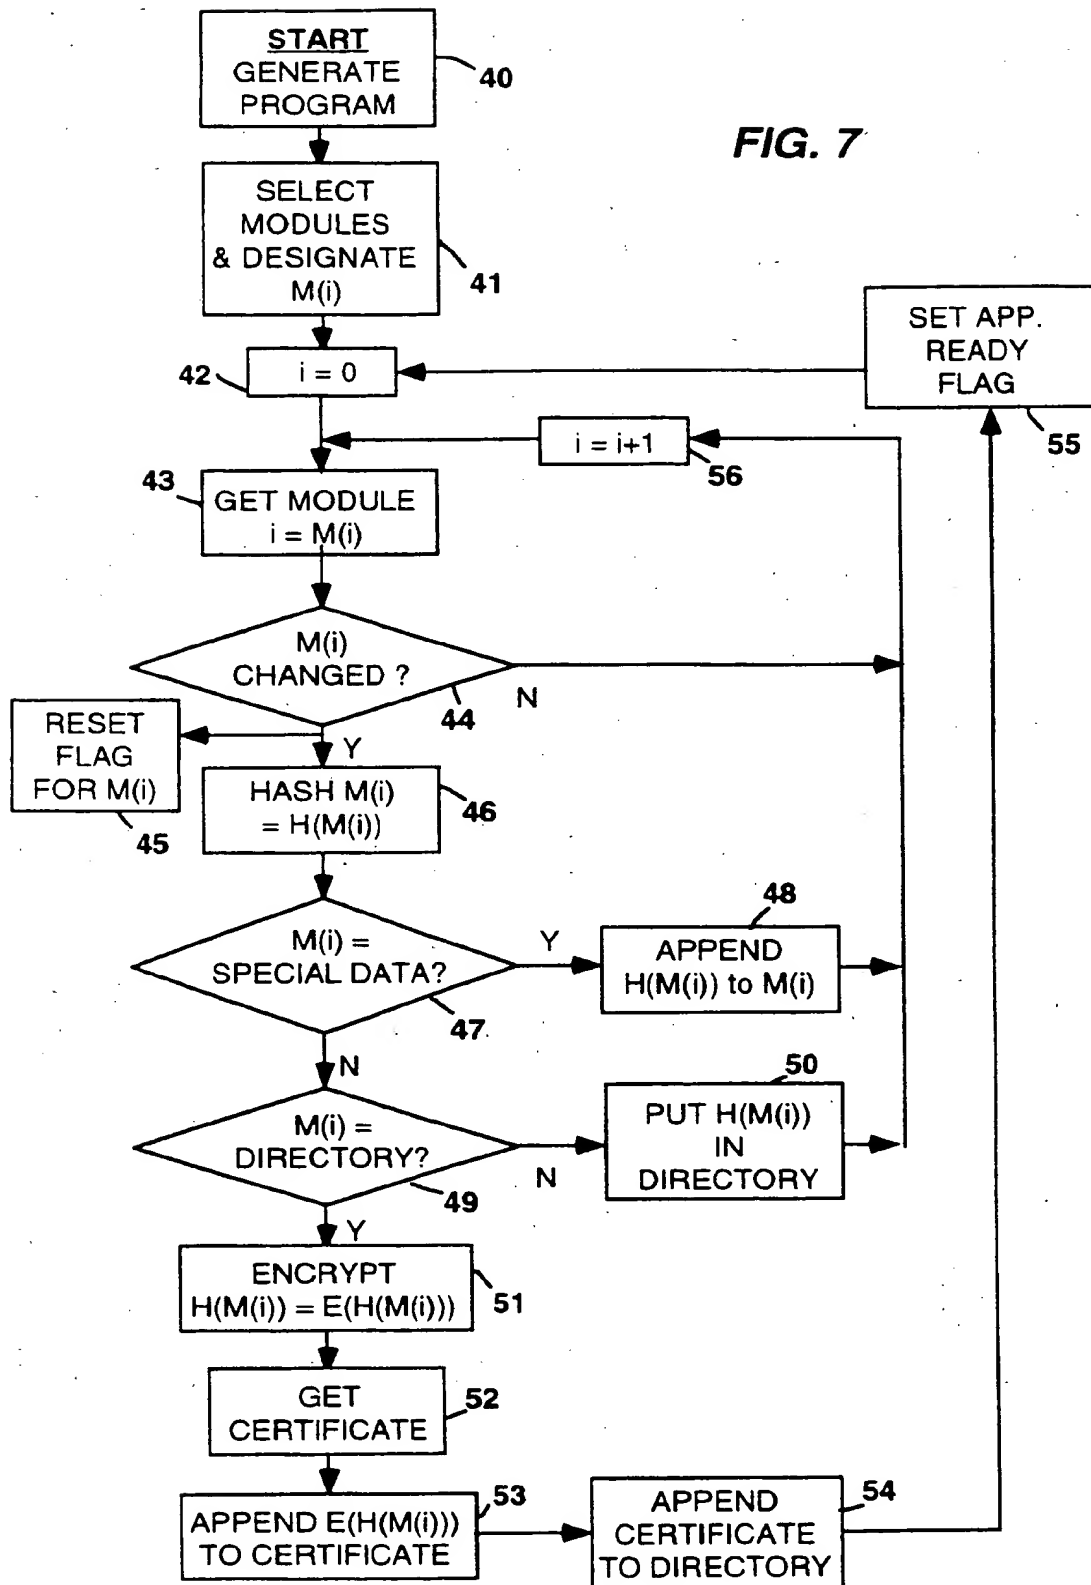 START
GENERATE
PROGRAM
40
FIG. 7
SELECT
MODULES
& DESIGNATE
M(i)
41
SET APP.
READY
FLAG
55
42
i = 0
i = i+1
56
43
GET MODULE
i = M(i)
M(i)
CHANGED ?
44
N
RESET
FLAG
FOR M(i)
45
Y
HASH M(i)
= H(M(i))
46
M(i) =
SPECIAL DATA?
47
Y
48
APPEND
H(M(i)) to M(i)
N
M(i) =
DIRECTORY?
49
N
50
PUT H(M(i))
IN
DIRECTORY
Y
ENCRYPT
H(M(i)) = E(H(M(i)))
51
GET
CERTIFICATE
52
APPEND E(H(M(i)))
TO CERTIFICATE
53
APPEND
CERTIFICATE
TO DIRECTORY
54